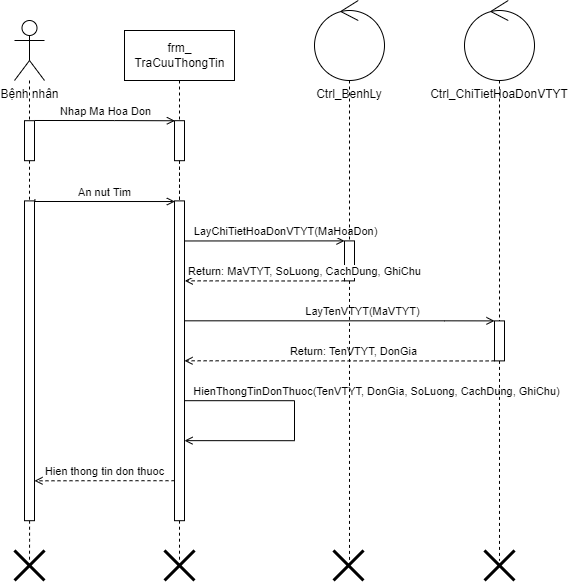 frm_
TraCuuThongTin
Bệnh nhân
Ctrl_BenhLy
Ctrl_ChiTietHoaDonVTYT
Nhap Ma Hoa Don
An nut Tim
LayChiTietHoaDonVTYT(MaHoaDon)
Return: MaVTYT, SoLuong, CachDung, GhiChu
LayTenVTYT(MaVTYT)
Return: TenVTYT, DonGia
HienThongTinDonThuoc(TenVTYT, DonGia, SoLuong, CachDung, GhiChu)
Hien thong tin don thuoc